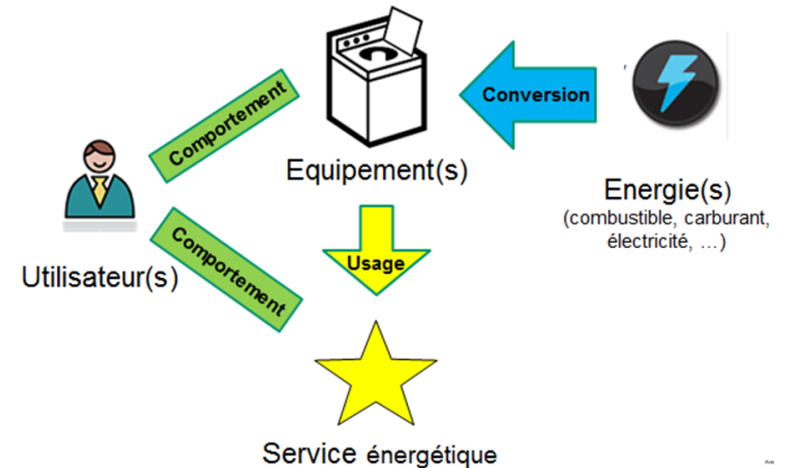 Comportement
Conversion
Equipement(s)
Energie(s)
(combustible, carburant,
électricité, …)
Utilisateur(s)
Comportement
Usage
Service énergétique